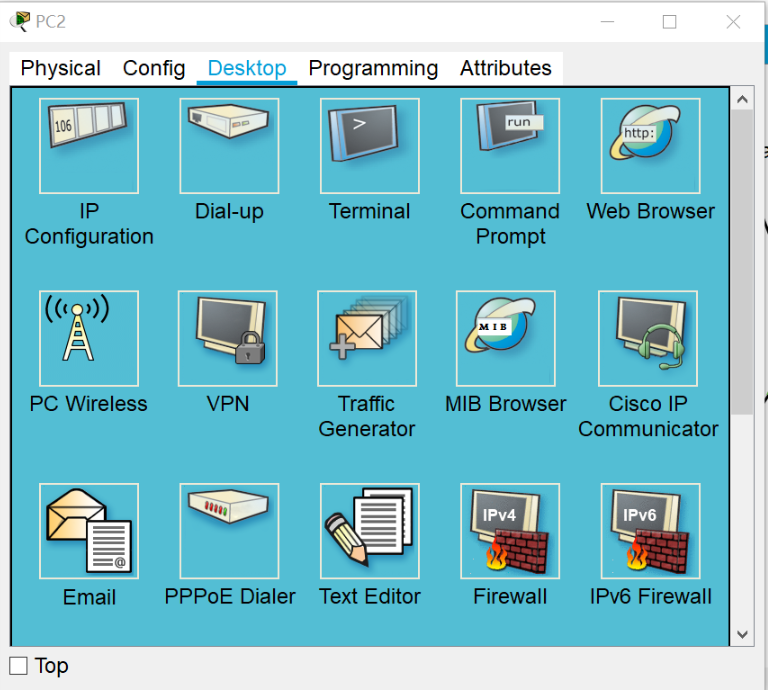 PC2
Physical Config Desktop Programming Attributes
106
>
run
http:
IP
Configuration
Dial-up
Terminal
Command
Prompt
Web Browser
MIB
PC Wireless
VPN
Traffic
Generator
MIB Browser
Cisco IP
Communicator
@
IPv4
IPv6
Email
PPPoE Dialer
Text Editor
Firewall
IPv6 Firewall
Top